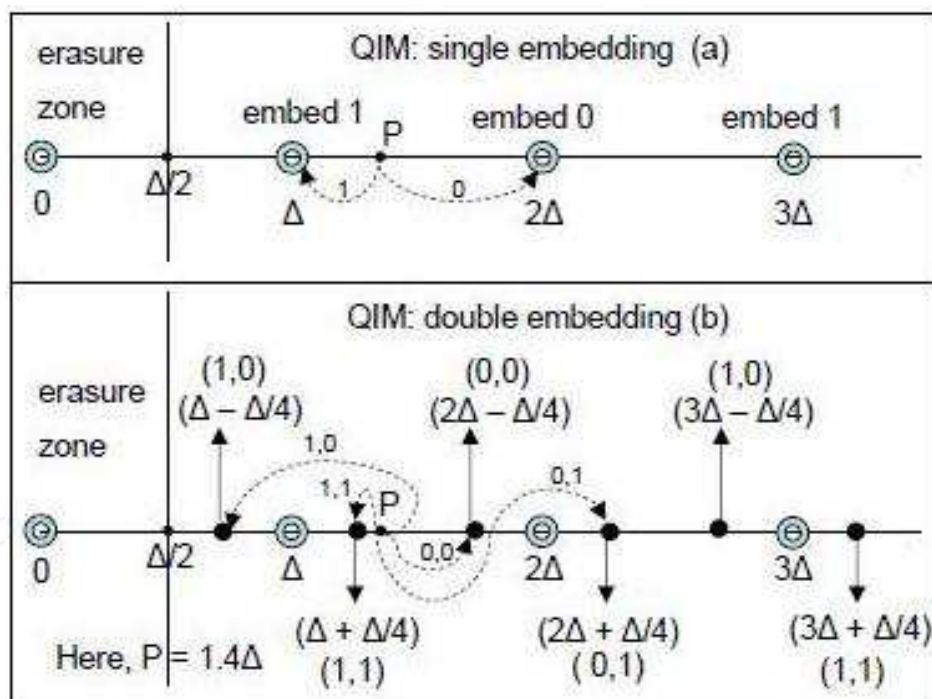 QIM: single embedding (a)
erasure
zone
embed 1
P
embed 0
embed 1
1
0
0
Δ/2
Δ
2Δ
3Δ
QIM: double embedding (b)
erasure
zone
(1,0)
(Δ – Δ/4)
(0,0)
(2Δ – Δ/4)
(1,0)
(3Δ – Δ/4)
1,0
1,1
P
0,1
0,0
0
Δ/2
Δ
2Δ
3Δ
(Δ + Δ/4)
(1,1)
(2Δ + Δ/4)
( 0,1)
(3Δ + Δ/4)
(1,1)
Here, P = 1.4Δ